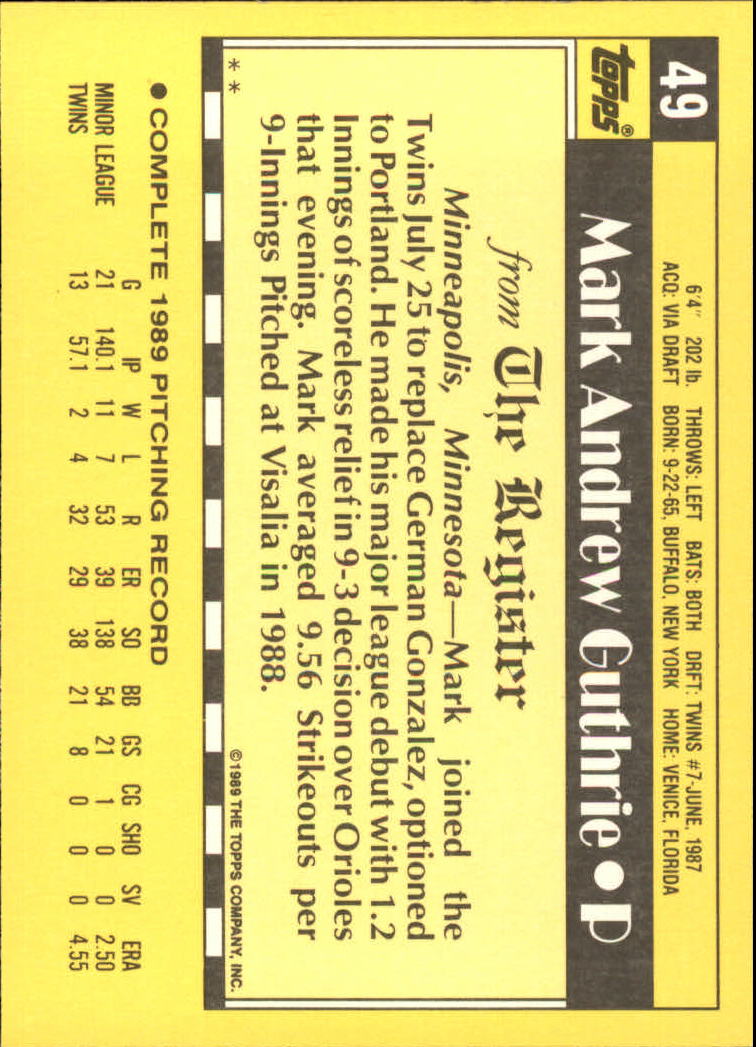 49
6'4" 202 lb. THROWS: LEFT BATS: BOTH DRFT: TWINS #7-JUNE, 1987
ACQ: VIA DRAFT BORN: 9-22-65, BUFFALO, NEW YORK HOME: VENICE, FLORIDA
topps®
Mark Andrew Guthrie • P
from The Register
Minneapolis, Minnesota—Mark joined the
Twins July 25 to replace German Gonzalez, optioned
to Portland. He made his major league debut with 1.2
Innings of scoreless relief in 9-3 decision over Orioles
that evening. Mark averaged 9.56 Strikeouts per
9-Innings Pitched at Visalia in 1988.
* * ©1989 THE TOPPS COMPANY, INC.
• COMPLETE 1989 PITCHING RECORD
G IP W L R ER SO BB GS CG SHO SV ERA
MINOR LEAGUE 21 140.1 11 7 53 39 138 54 21 1 0 0 2.50
TWINS 13 57.1 2 4 32 29 38 21 8 0 0 0 4.55